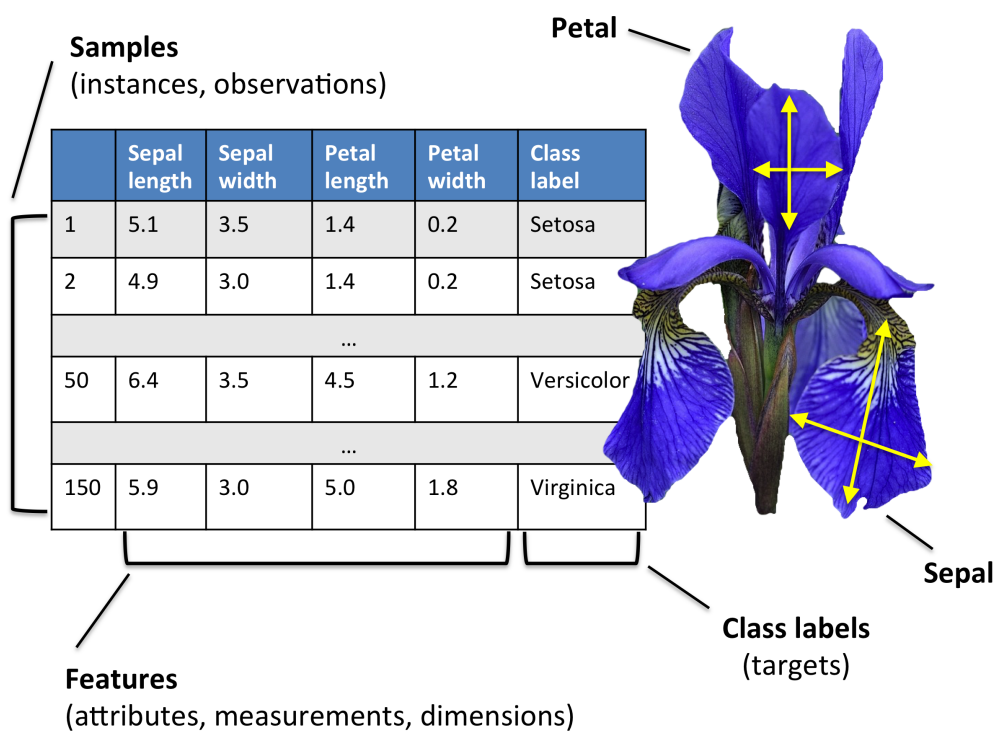 Samples
(instances, observations)
Petal
Sepal length Sepal width Petal length Petal width Class label
1 5.1 3.5 1.4 0.2 Setosa
2 4.9 3.0 1.4 0.2 Setosa
…
50 6.4 3.5 4.5 1.2 Versicolor
…
150 5.9 3.0 5.0 1.8 Virginica
Sepal
Class labels
(targets)
Features
(attributes, measurements, dimensions)